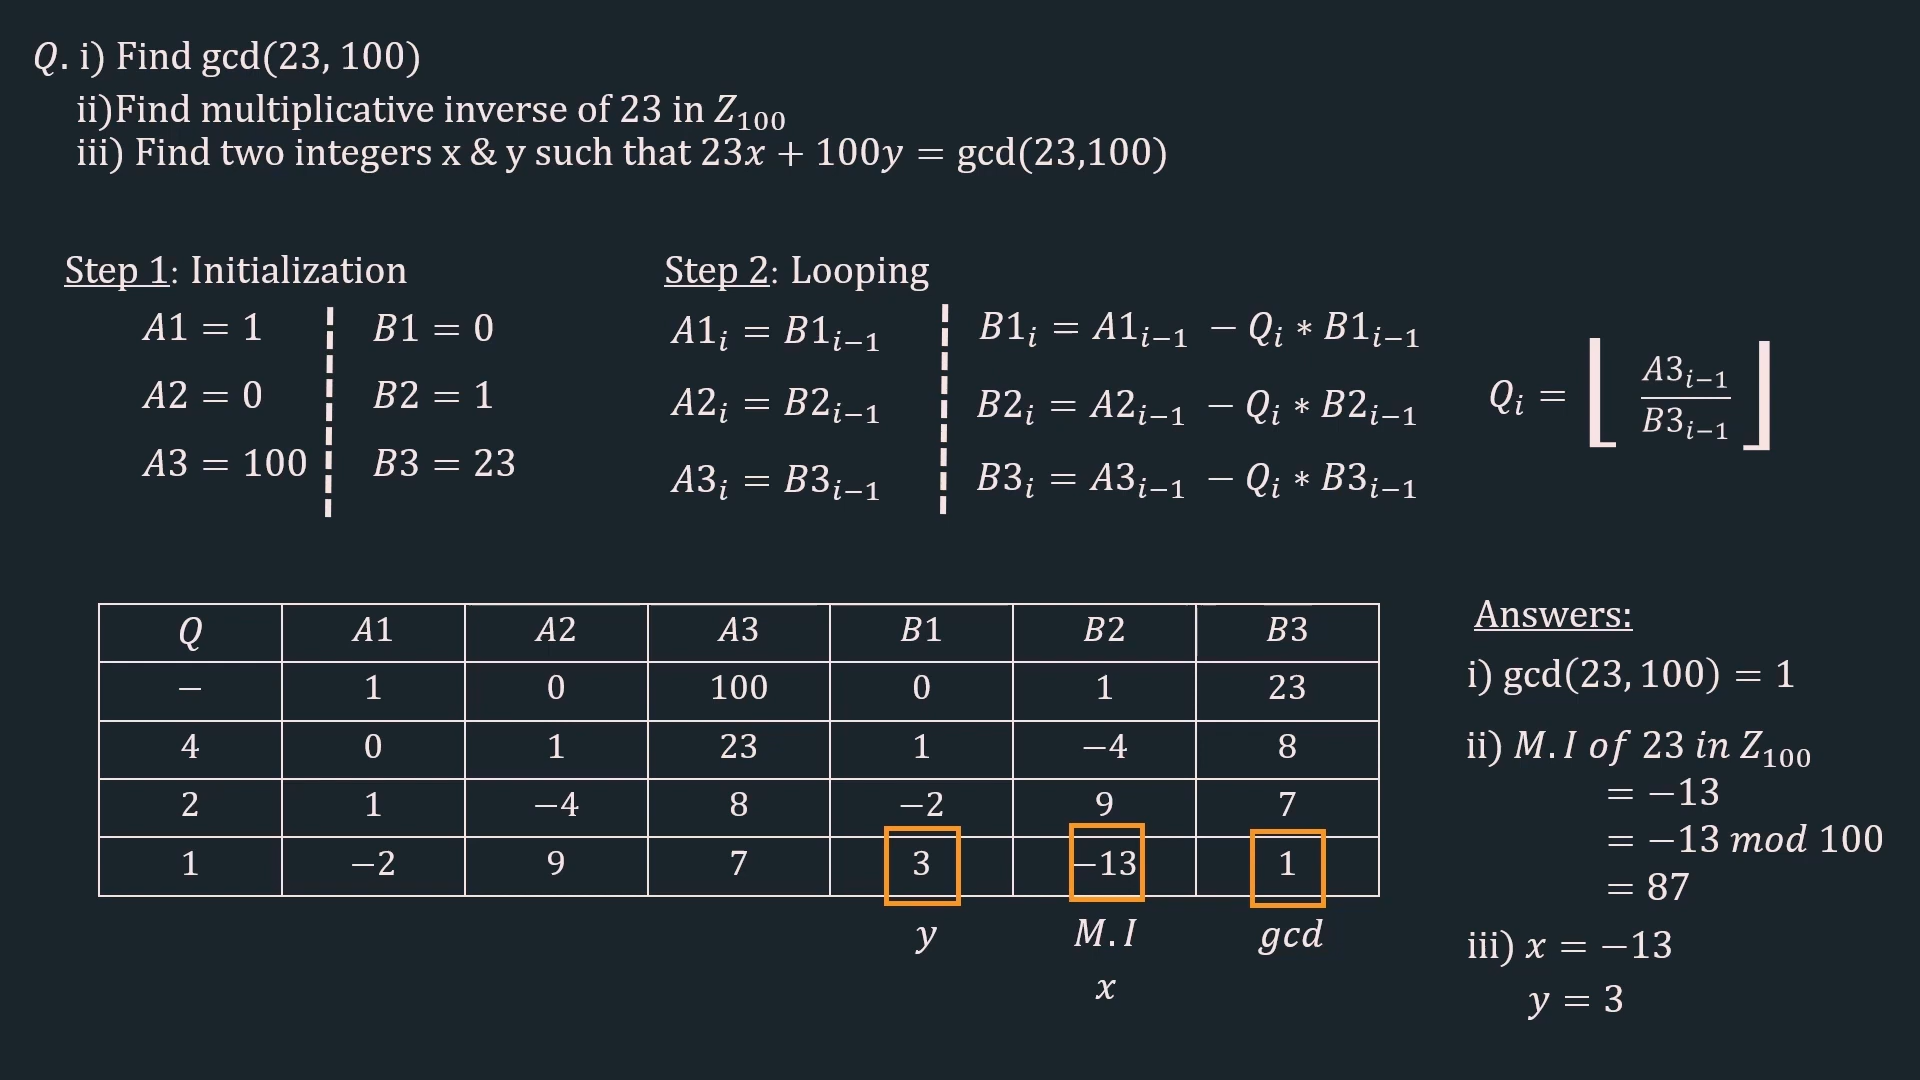 Q. i) Find gcd(23, 100)
ii)Find multiplicative inverse of 23 in Z₁₀₀
iii) Find two integers x & y such that 23x + 100y = gcd(23,100)
Step 1: Initialization
A1 = 1 B1 = 0
A2 = 0 B2 = 1
A3 = 100 B3 = 23
Step 2: Looping
A1ᵢ = B1ᵢ₋₁ B1ᵢ = A1ᵢ₋₁ − Qᵢ ∗ B1ᵢ₋₁
A2ᵢ = B2ᵢ₋₁ B2ᵢ = A2ᵢ₋₁ − Qᵢ ∗ B2ᵢ₋₁
A3ᵢ = B3ᵢ₋₁ B3ᵢ = A3ᵢ₋₁ − Qᵢ ∗ B3ᵢ₋₁
Qᵢ = ⌊A3ᵢ₋₁ / B3ᵢ₋₁⌋
Q A1 A2 A3 B1 B2 B3
− 1 0 100 0 1 23
4 0 1 23 1 −4 8
2 1 −4 8 −2 9 7
1 −2 9 7 3 −13 1
y M.I gcd
x
Answers:
i) gcd(23, 100) = 1
ii) M.I of 23 in Z₁₀₀
= −13
= −13 mod 100
= 87
iii) x = −13
y = 3